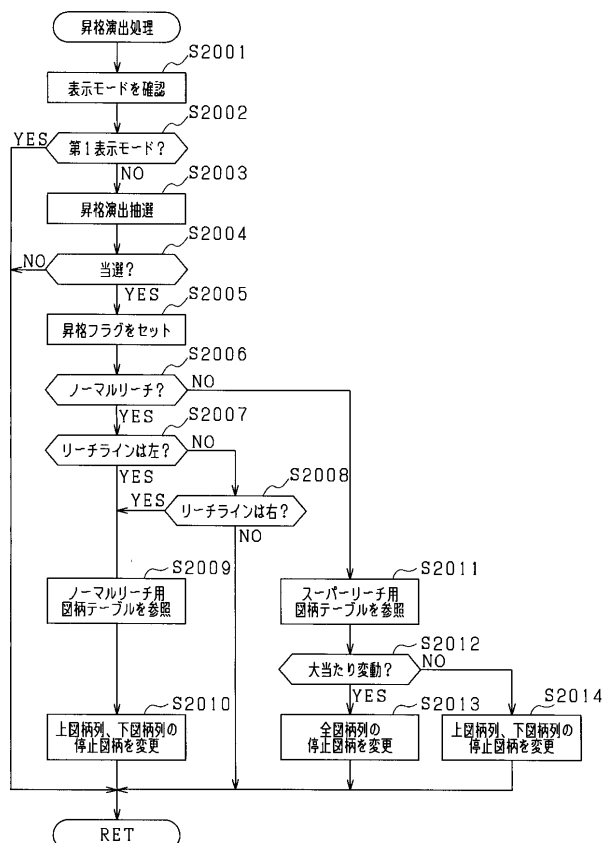 昇格演出処理
S2001
表示モードを確認
S2002
YES
第1表示モード?
NO
S2003
昇格演出抽選
S2004
NO
当選?
YES
S2005
昇格フラグをセット
S2006
ノーマルリーチ?
NO
YES
S2007
リーチラインは左?
NO
YES
S2008
YES
リーチラインは右?
NO
S2009
ノーマルリーチ用
図柄テーブルを参照
S2011
スーパーリーチ用
図柄テーブルを参照
S2012
大当たり変動?
NO
YES
S2010
上図柄列、下図柄列の
停止図柄を変更
S2013
全図柄列の
停止図柄を変更
S2014
上図柄列、下図柄列の
停止図柄を変更
RET